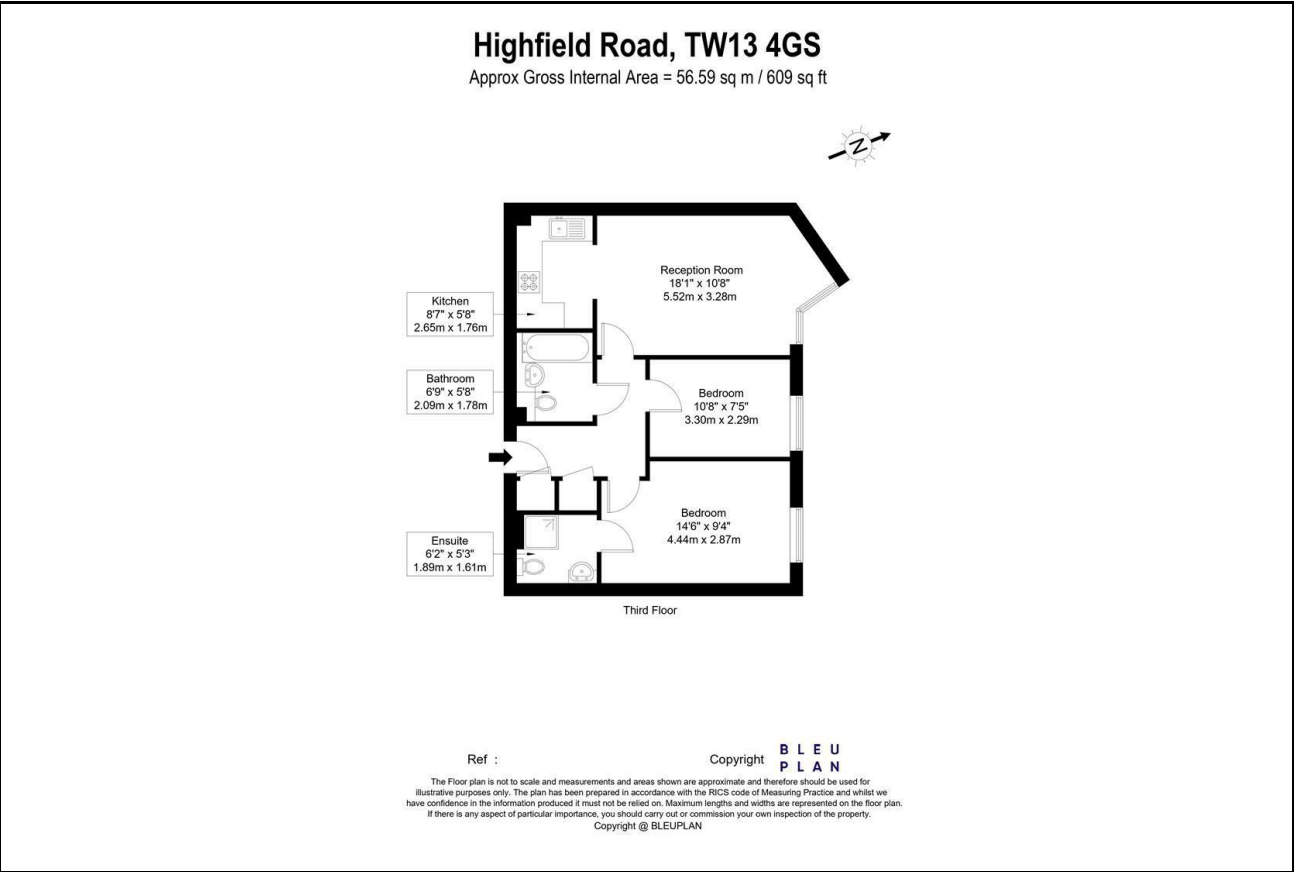 Highfield Road, TW13 4GS
Approx Gross Internal Area = 56.59 sq m / 609 sq ft
N
Reception Room
18'1" x 10'8"
5.52m x 3.28m
Kitchen
8'7" x 5'8"
2.65m x 1.76m
Bathroom
6'9" x 5'8"
2.09m x 1.78m
Bedroom
10'8" x 7'5"
3.30m x 2.29m
Bedroom
14'6" x 9'4"
4.44m x 2.87m
Ensuite
6'2" x 5'3"
1.89m x 1.61m
Third Floor
Ref :
Copyright
BLEU
PLAN
The Floor plan is not to scale and measurements and areas shown are approximate and therefore should be used for
illustrative purposes only. The plan has been prepared in accordance with the RICS code of Measuring Practice and whilst we
have confidence in the information produced it must not be relied on. Maximum lengths and widths are represented on the floor plan.
If there is any aspect of particular importance, you should carry out or commission your own inspection of the property.
Copyright @ BLEUPLAN